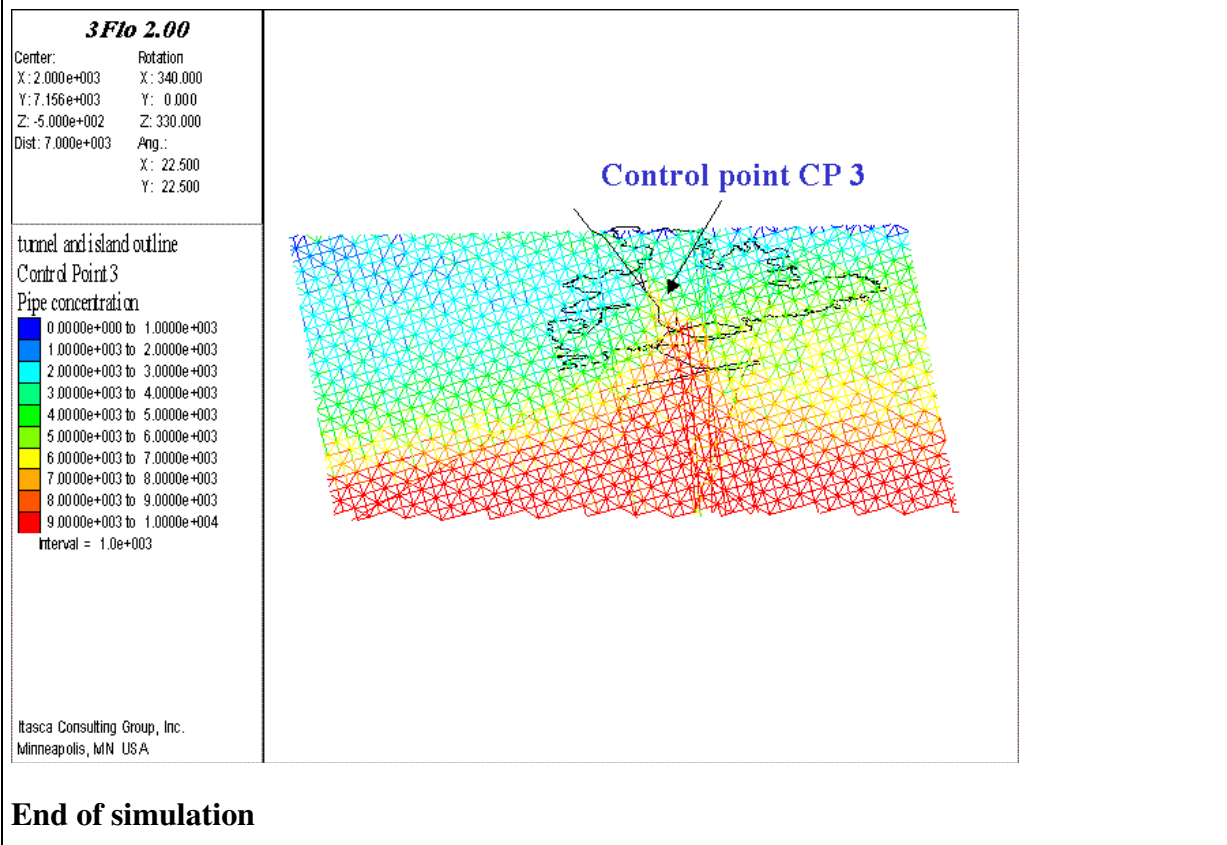 3Flo 2.00
Center: Rotation
X: 2.000e+003 X: 340.000
Y: 7.156e+003 Y: 0.000
Z: -5.000e+002 Z: 330.000
Dist: 7.000e+003 Ang.:
X: 22.500
Y: 22.500
tunnel and island outline
Control Point 3
Pipe concentration
0.0000e+000 to 1.0000e+003
1.0000e+003 to 2.0000e+003
2.0000e+003 to 3.0000e+003
3.0000e+003 to 4.0000e+003
4.0000e+003 to 5.0000e+003
5.0000e+003 to 6.0000e+003
6.0000e+003 to 7.0000e+003
7.0000e+003 to 8.0000e+003
8.0000e+003 to 9.0000e+003
9.0000e+003 to 1.0000e+004
Interval = 1.0e+003
Control point CP 3
Itasca Consulting Group, Inc.
Minneapolis, MN USA
End of simulation